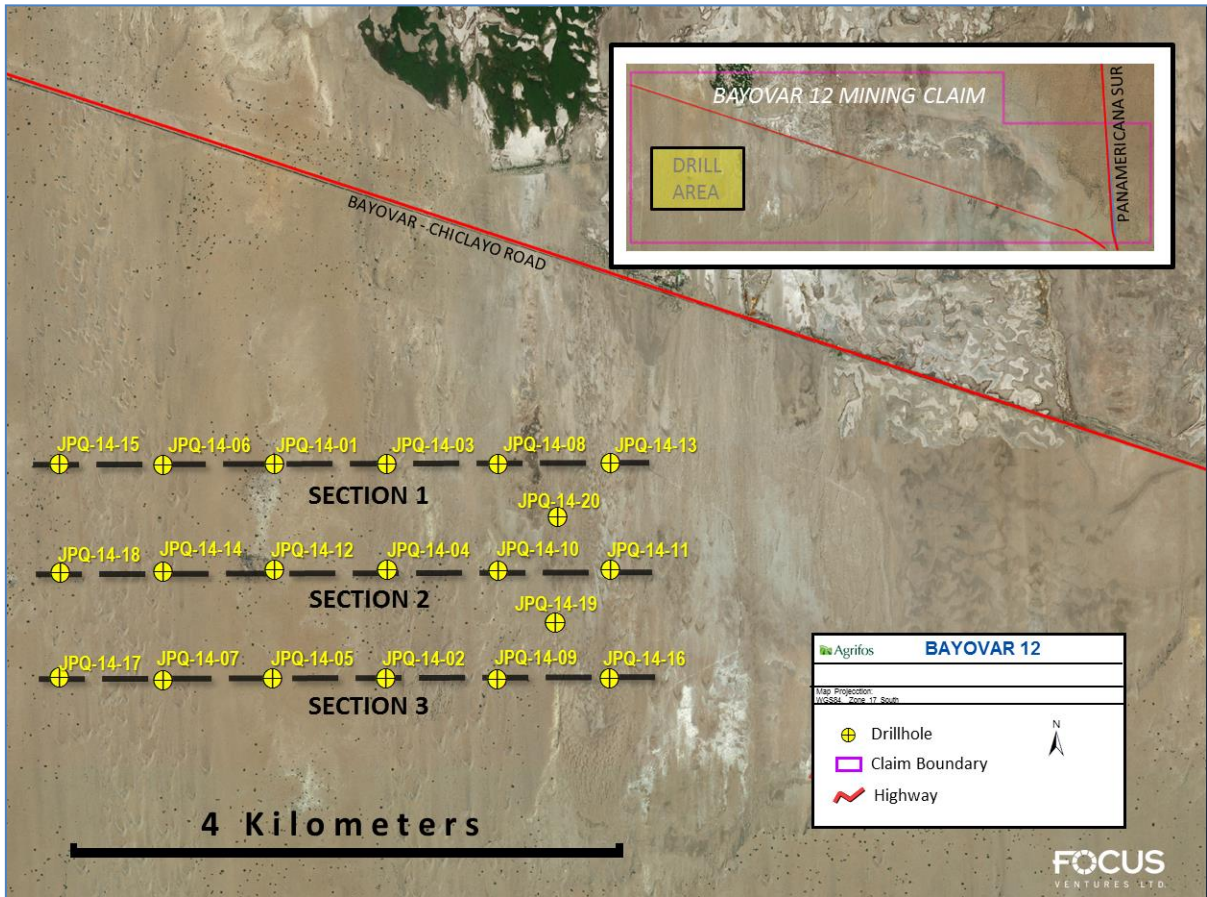 BAYOVAR 12 MINING CLAIM
DRILL
AREA
PANAMERICANA SUR
BAYOVAR - CHICLAYO ROAD
JPQ-14-15 JPQ-14-06 JPQ-14-01 JPQ-14-03 JPQ-14-08 JPQ-14-13
SECTION 1
JPQ-14-20
JPQ-14-18 JPQ-14-14 JPQ-14-12 JPQ-14-04 JPQ-14-10 JPQ-14-11
SECTION 2
JPQ-14-19
JPQ-14-17 JPQ-14-07 JPQ-14-05 JPQ-14-02 JPQ-14-09 JPQ-14-16
SECTION 3
4 Kilometers
Agrifos BAYOVAR 12
Map Projecction:
WGS84, Zone 17 South
N
Drillhole
Claim Boundary
Highway
FOCUS
VENTURES LTD.